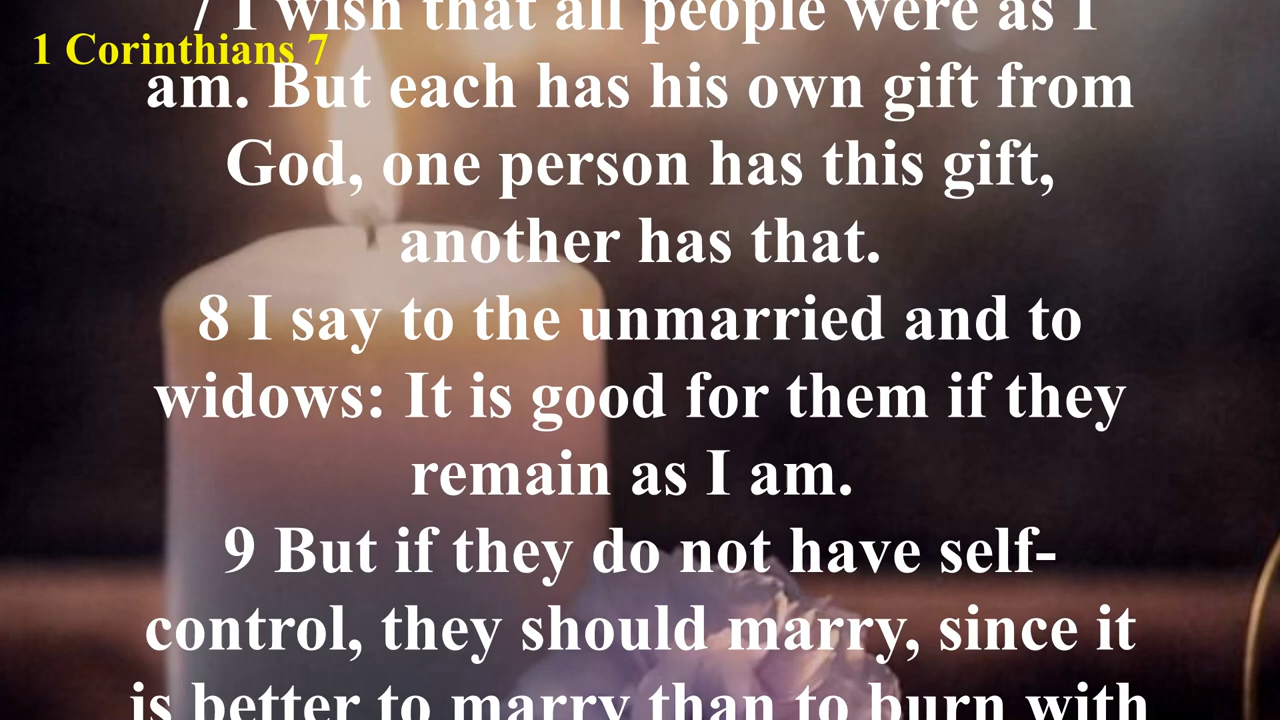 7 I wish that all people were as I
1 Corinthians 7
am. But each has his own gift from
God, one person has this gift,
another has that.
8 I say to the unmarried and to
widows: It is good for them if they
remain as I am.
9 But if they do not have self-
control, they should marry, since it
is better to marry than to burn with